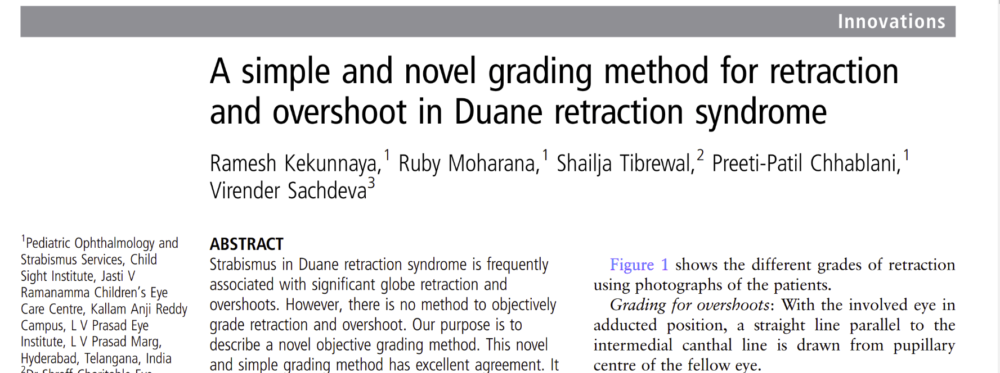 Innovations
A simple and novel grading method for retraction
and overshoot in Duane retraction syndrome
Ramesh Kekunnaya,1 Ruby Moharana,1 Shailja Tibrewal,2 Preeti-Patil Chhablani,1
Virender Sachdeva3
1Pediatric Ophthalmology and
Strabismus Services, Child
Sight Institute, Jasti V
Ramanamma Children's Eye
Care Centre, Kallam Anji Reddy
Campus, L V Prasad Eye
Institute, L V Prasad Marg,
Hyderabad, Telangana, India
2Dr Shroff Charitable Eye
ABSTRACT
Strabismus in Duane retraction syndrome is frequently
associated with significant globe retraction and
overshoots. However, there is no method to objectively
grade retraction and overshoot. Our purpose is to
describe a novel objective grading method. This novel
and simple grading method has excellent agreement. It
Figure 1 shows the different grades of retraction
using photographs of the patients.
Grading for overshoots: With the involved eye in
adducted position, a straight line parallel to the
intermedial canthal line is drawn from pupillary
centre of the fellow eye.